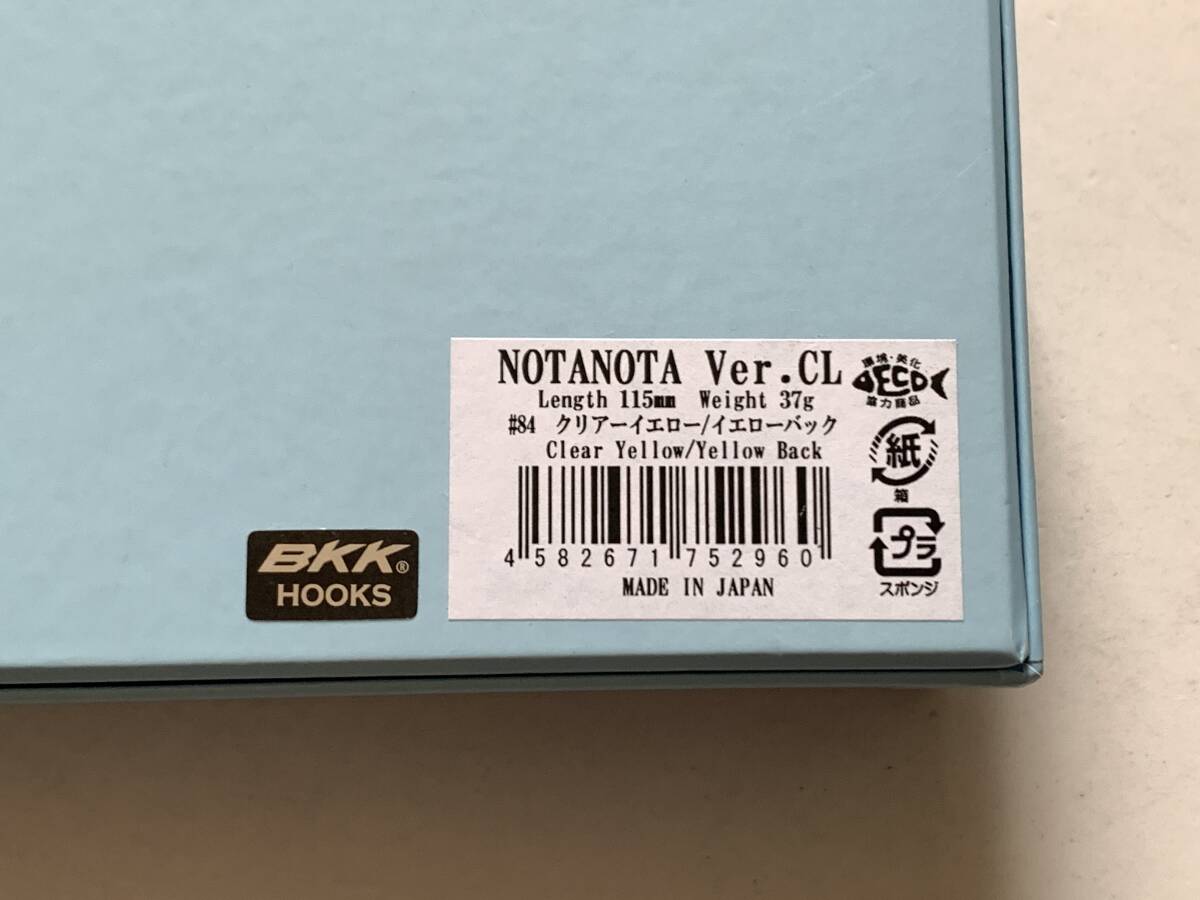 NOTANOTA Ver.CL
Length 115mm Weight 37g
#84 クリアーイエロー/イエローバック
Clear Yellow/Yellow Back
4 582671 752960
MADE IN JAPAN
環境・美化
ECO
協力商品
紙
箱
プラ
スポンジ
BKK®
HOOKS